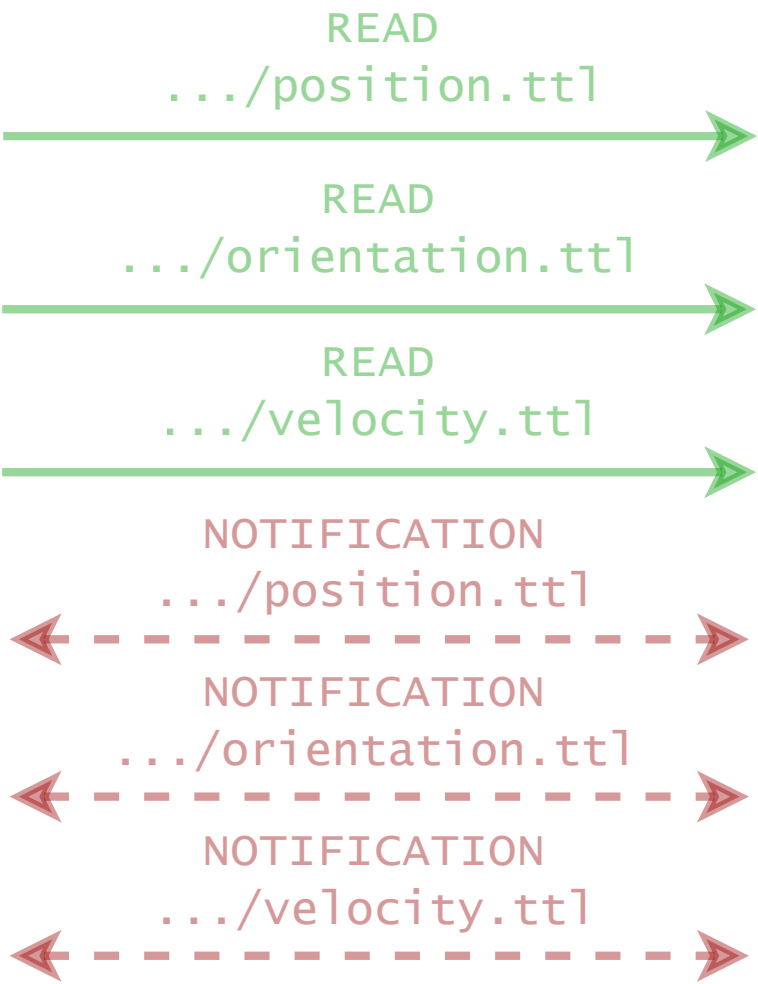 READ
.../position.ttl
READ
.../orientation.ttl
READ
.../velocity.ttl
NOTIFICATION
.../position.ttl
NOTIFICATION
.../orientation.ttl
NOTIFICATION
.../velocity.ttl